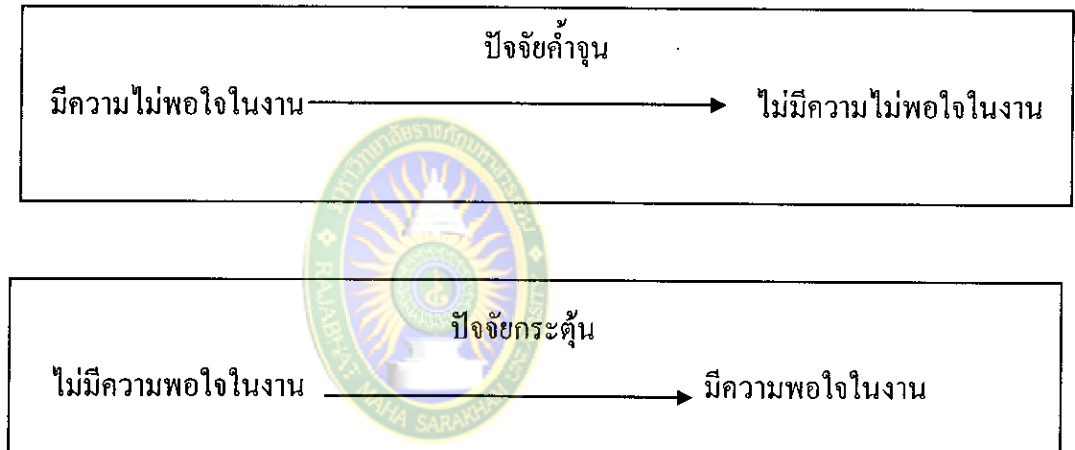 ปัจจัยค้ำจุน
มีความไม่พอใจในงาน ไม่มีความไม่พอใจในงาน
ปัจจัยกระตุ้น
ไม่มีความพอใจในงาน มีความพอใจในงาน
RAJABHAT MAHA SARAKHAM